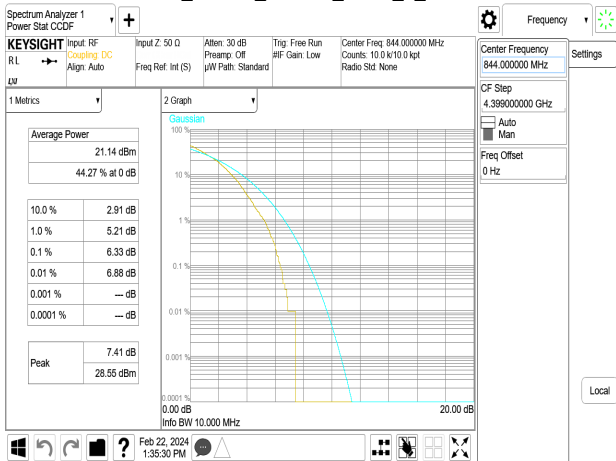 Spectrum Analyzer 1
Power Stat CCDF
Frequency
KEYSIGHT
RL
LXI
Input: RF
Coupling: DC
Align: Auto
Input Z: 50 Ω
Freq Ref: Int (S)
Atten: 30 dB
Preamp: Off
µW Path: Standard
Trig: Free Run
#IF Gain: Low
Center Freq: 844.000000 MHz
Counts: 10.0 k/10.0 kpt
Radio Std: None
Center Frequency
844.000000 MHz
Settings
CF Step
4.399000000 GHz
Auto
Man
Freq Offset
0 Hz
1 Metrics
Average Power
21.14 dBm
44.27 % at 0 dB
10.0 % 2.91 dB
1.0 % 5.21 dB
0.1 % 6.33 dB
0.01 % 6.88 dB
0.001 % --- dB
0.0001 % --- dB
Peak
7.41 dB
28.55 dBm
2 Graph
Gaussian
100 %
10 %
1 %
0.1 %
0.01 %
0.001 %
0.0001 %
0.00 dB 20.00 dB
Info BW 10.000 MHz
Local
?
Feb 22, 2024
1:35:30 PM